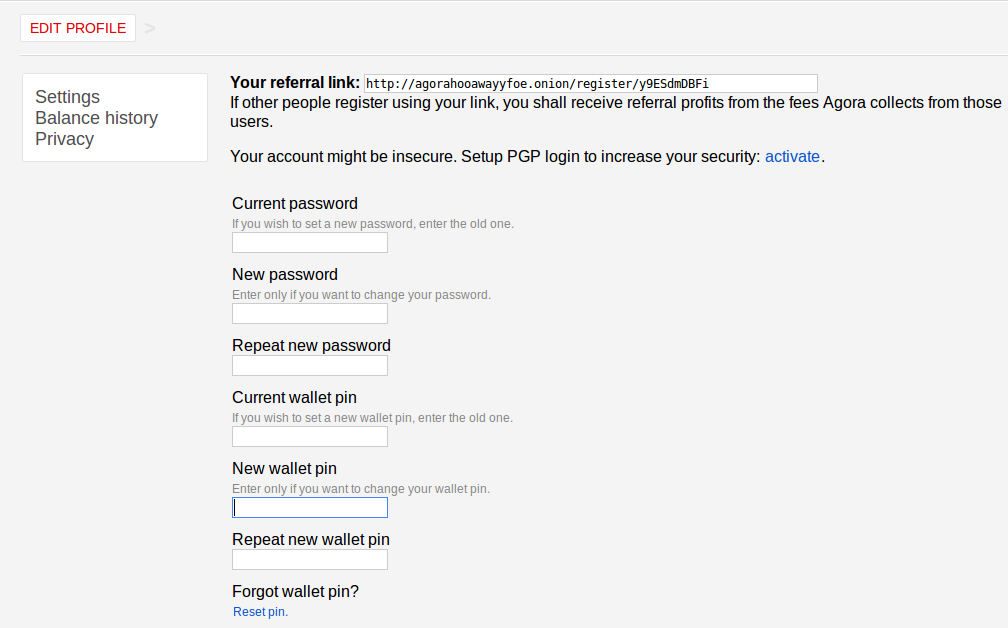 EDIT PROFILE >
Settings
Balance history
Privacy
Your referral link: http://agorahooawayyfoe.onion/register/y9ESdmDBFi
If other people register using your link, you shall receive referral profits from the fees Agora collects from those
users.
Your account might be insecure. Setup PGP login to increase your security: activate.
Current password
If you wish to set a new password, enter the old one.
New password
Enter only if you want to change your password.
Repeat new password
Current wallet pin
If you wish to set a new wallet pin, enter the old one.
New wallet pin
Enter only if you want to change your wallet pin.
Repeat new wallet pin
Forgot wallet pin?
Reset pin.